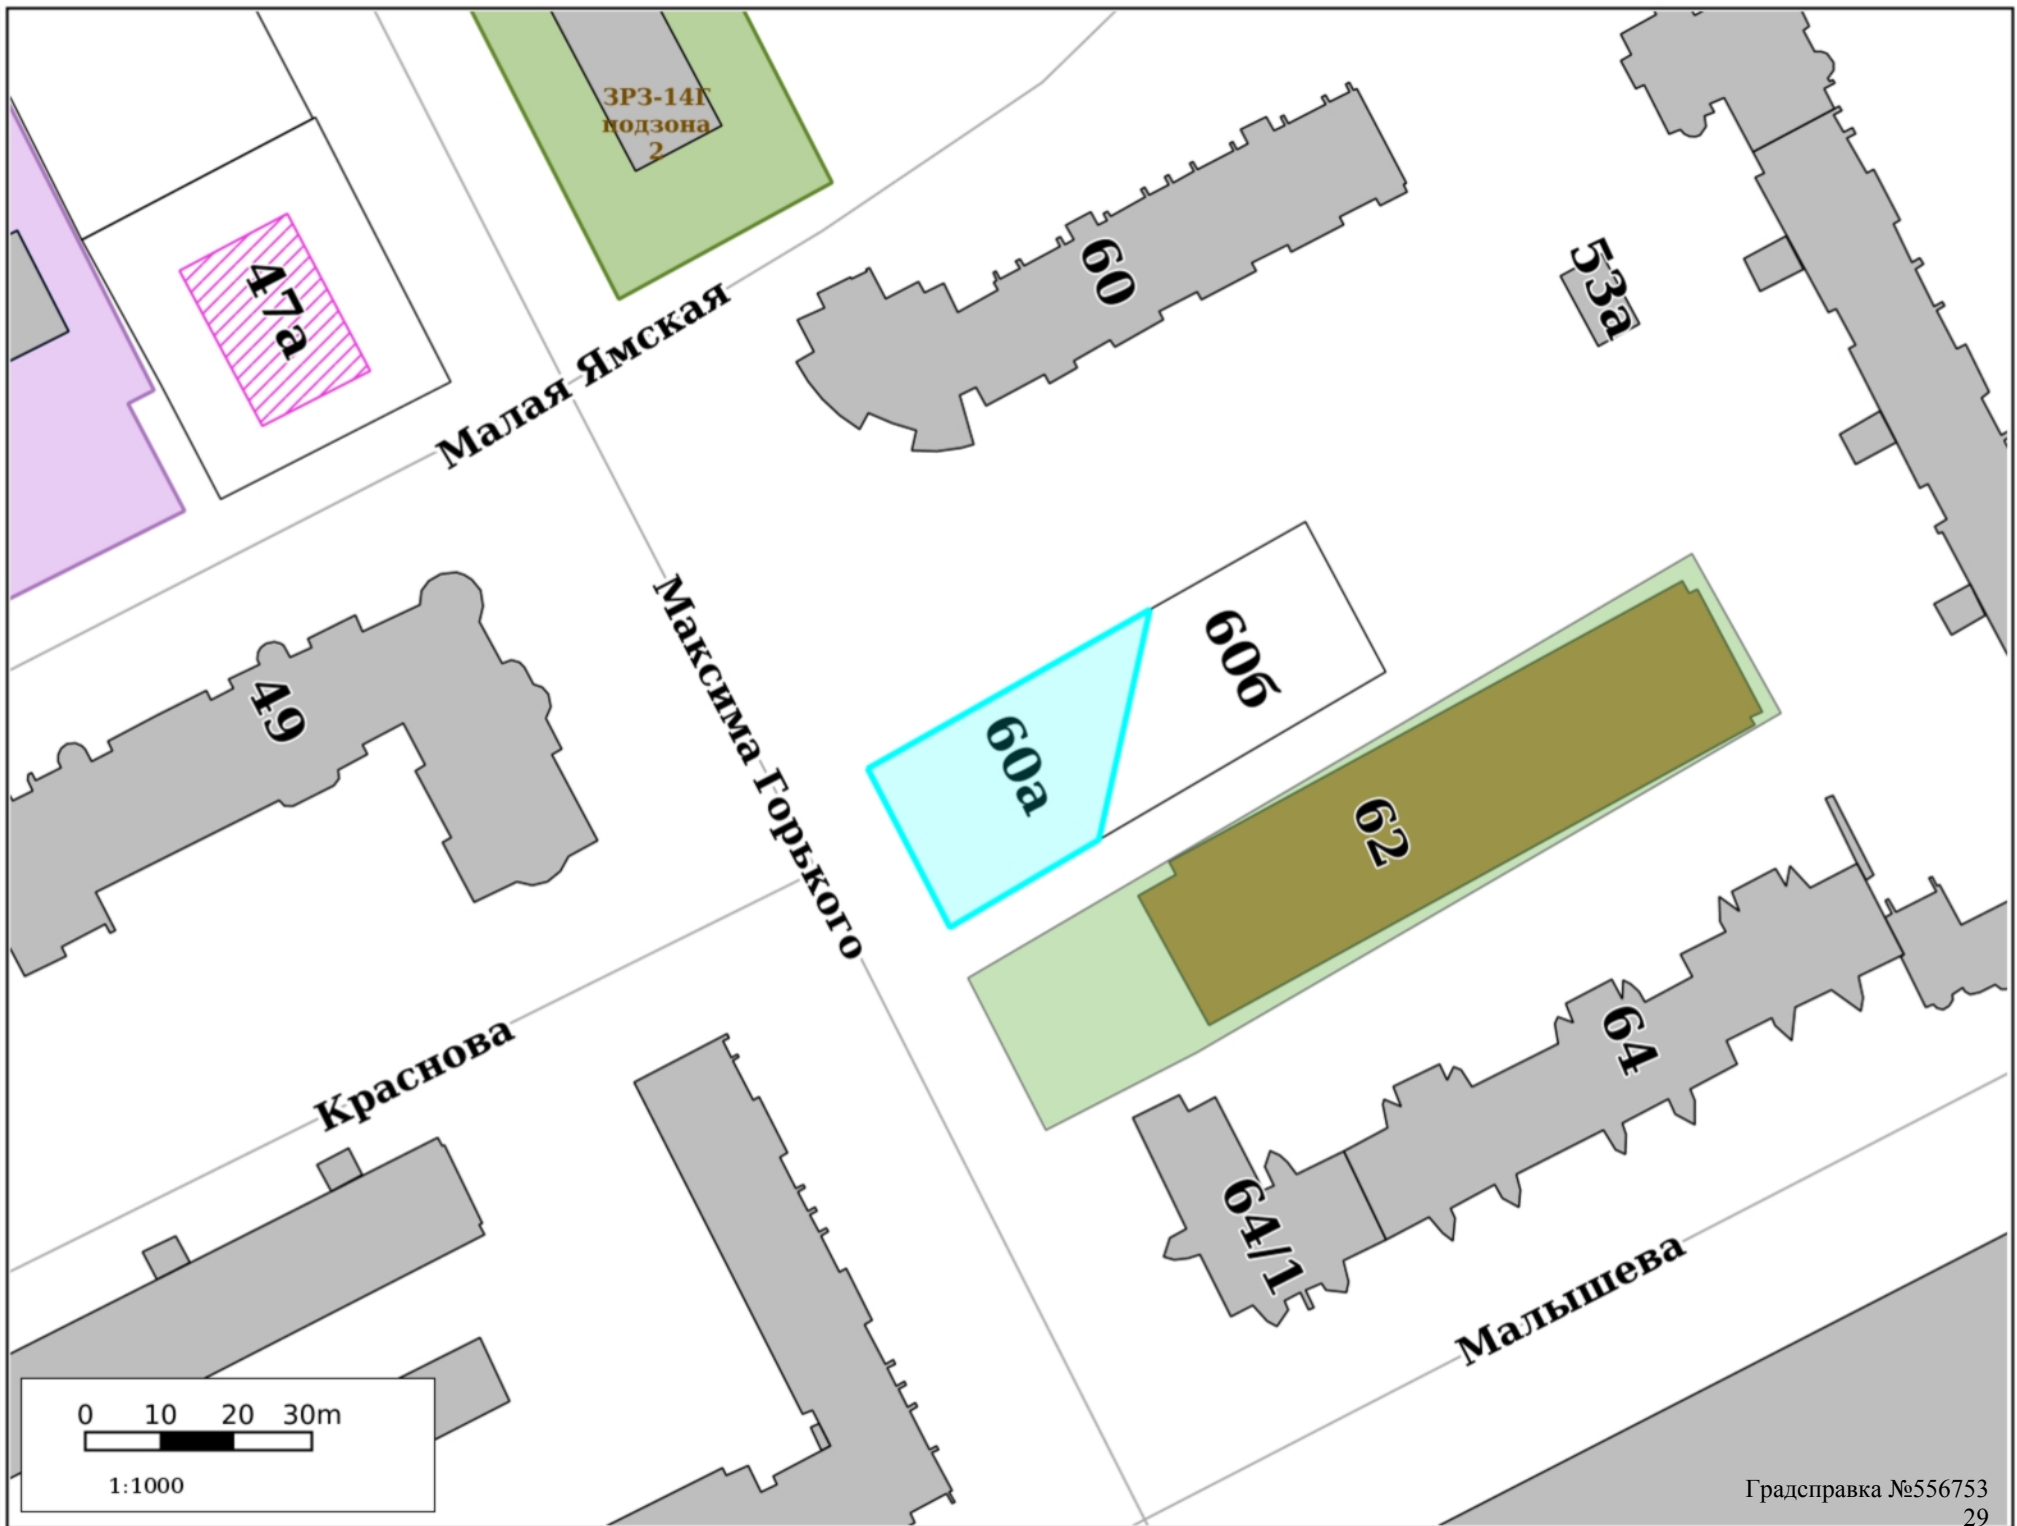 ЗРЗ-14Г
подзона
2
47а
Малая Ямская
60
53а
Максима Горького
49
60а
60б
62
Краснова
64
64/1
Малышева
0 10 20 30m
1:1000
Градсправка №556753
29